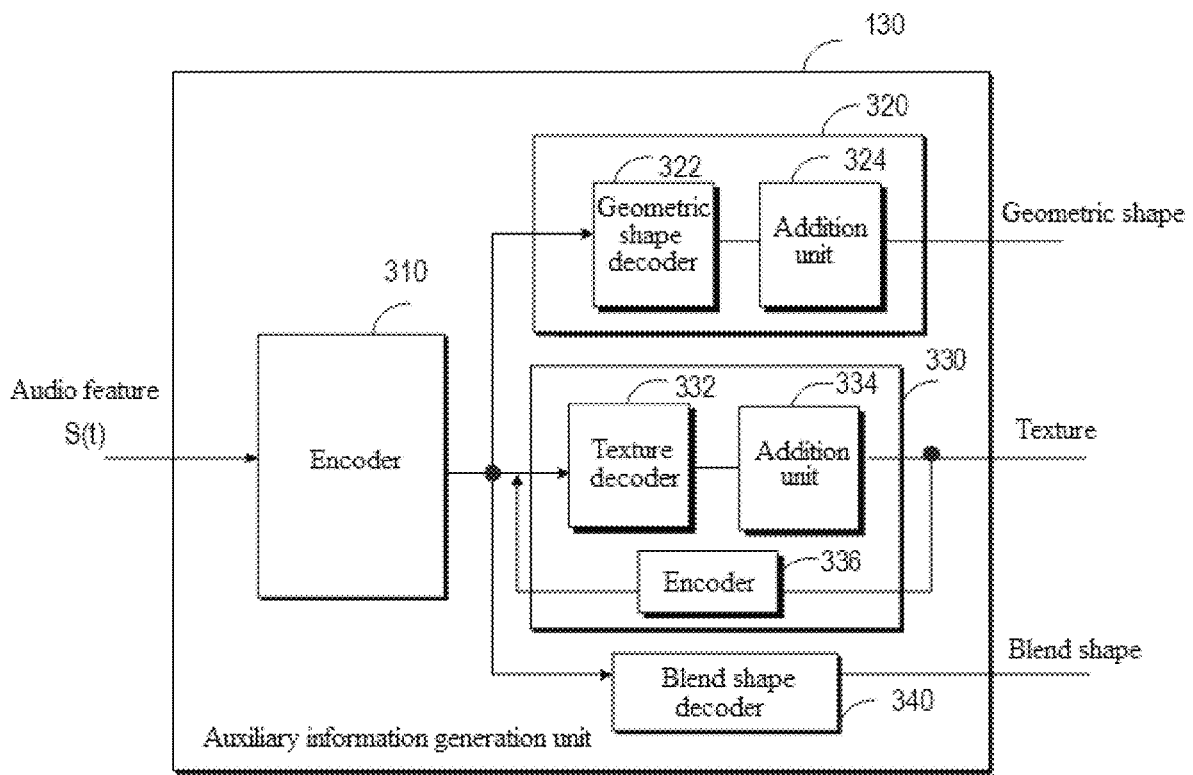 130
320
322
324
Geometric
shape
decoder
Addition
unit
Geometric shape
310
Encoder
Audio feature
S(t)
330
332
334
Texture
decoder
Addition
unit
Texture
336
Encoder
Blend shape
Blend shape
decoder
340
Auxiliary information generation unit